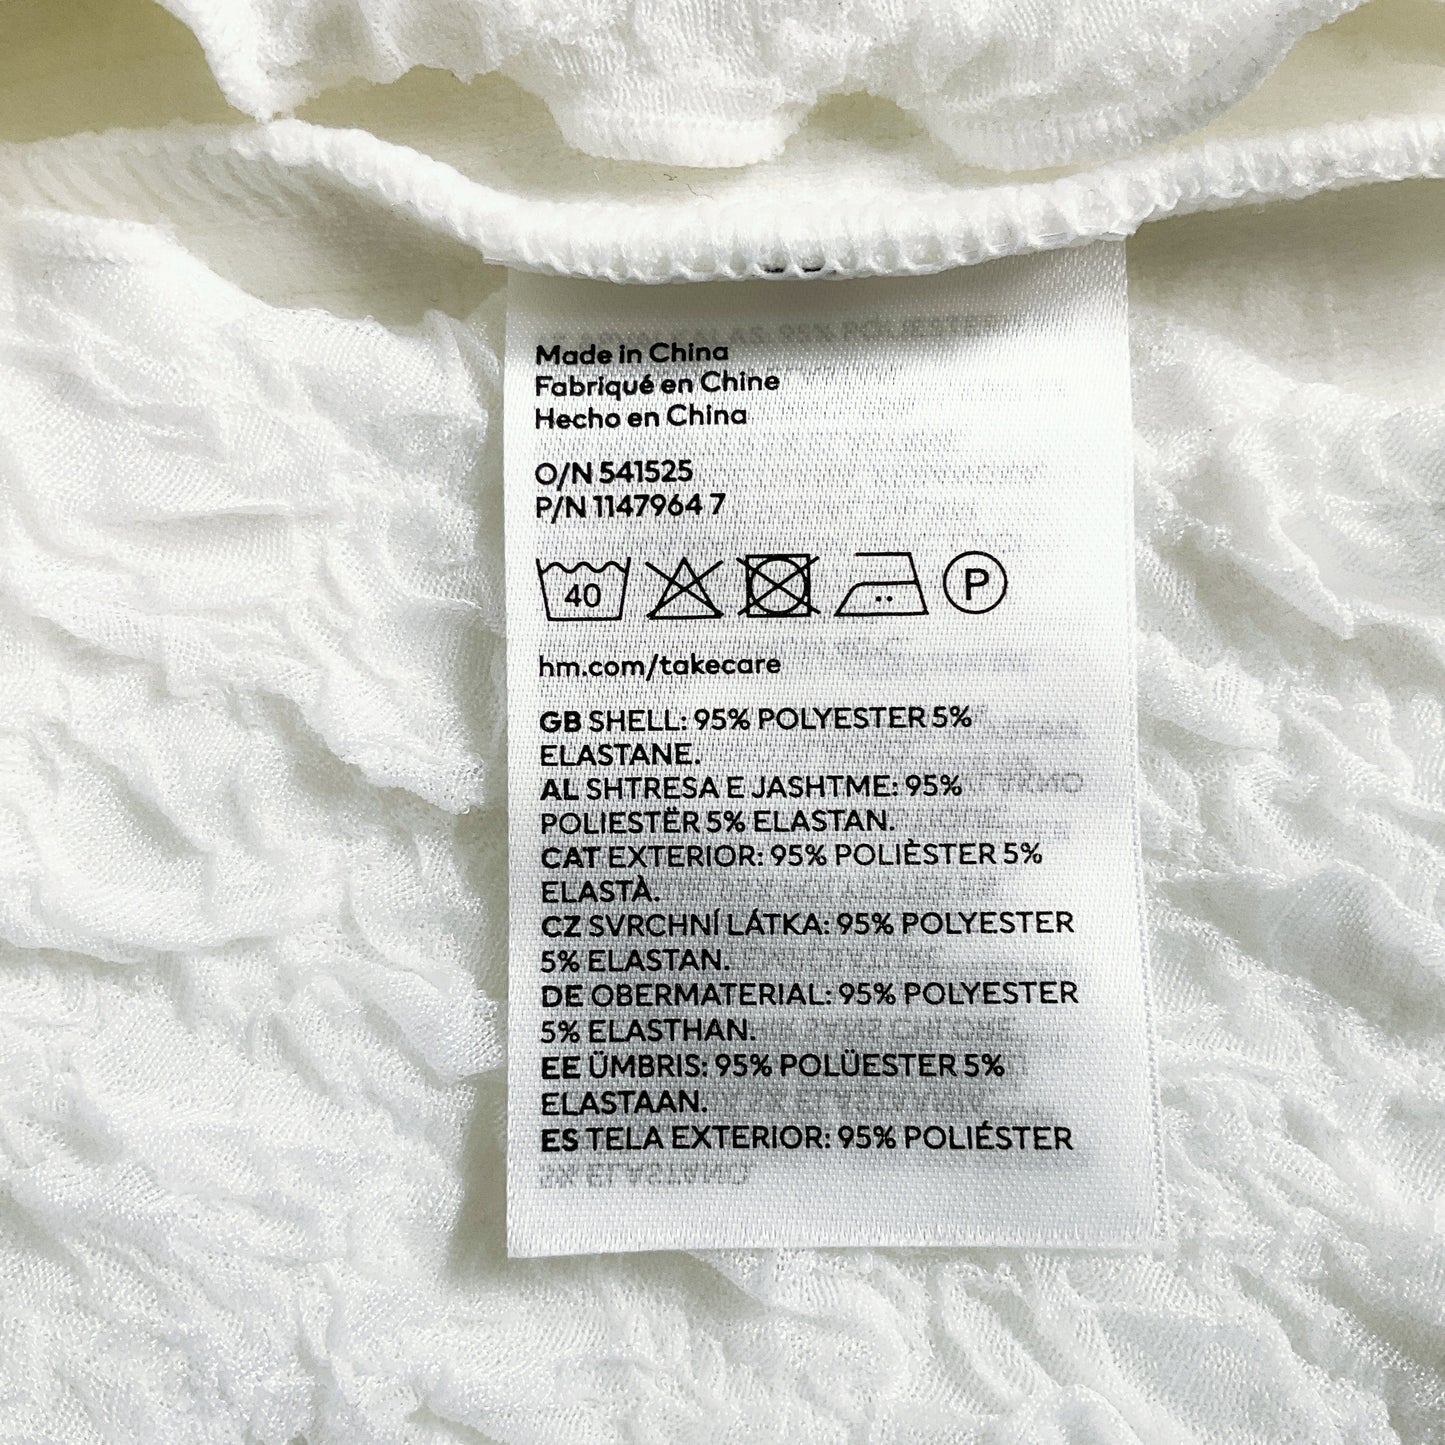 Made in China
Fabriqué en Chine
Hecho en China
O/N 541525
P/N 1147964 7
40 P
hm.com/takecare
GB SHELL: 95% POLYESTER 5%
ELASTANE.
AL SHTRESA E JASHTME: 95%
POLIESTËR 5% ELASTAN.
CAT EXTERIOR: 95% POLIÈSTER 5%
ELASTÀ.
CZ SVRCHNÍ LÁTKA: 95% POLYESTER
5% ELASTAN.
DE OBERMATERIAL: 95% POLYESTER
5% ELASTHAN.
EE ÜMBRIS: 95% POLÜESTER 5%
ELASTAAN.
ES TELA EXTERIOR: 95% POLIÉSTER